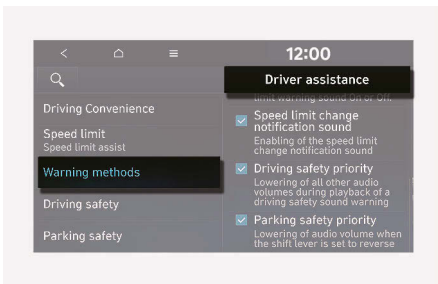 12:00
Driver assistance
Driving Convenience
Speed limit
Speed limit assist
Warning methods
Driving safety
Parking safety
limit warning sound On or Off.
Speed limit change
notification sound
Enabling of the speed limit
change notification sound
Driving safety priority
Lowering of all other audio
volumes during playback of a
driving safety sound warning
Parking safety priority
Lowering of audio volume when
the shift lever is set to reverse